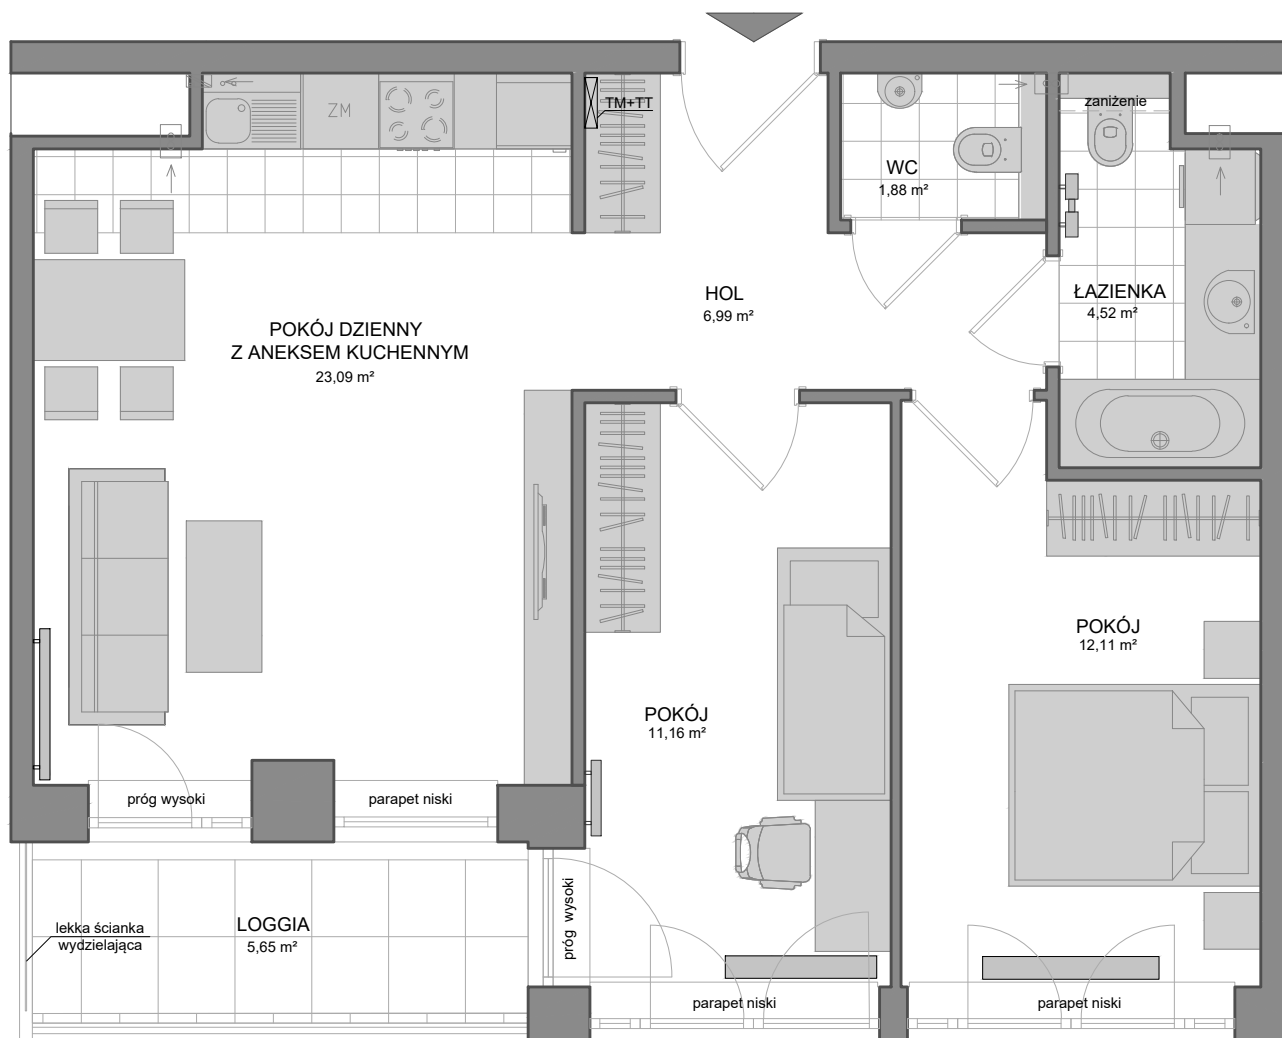 TM+TT
ZM
zaniżenie
WC
1,88 m²
HOL
6,99 m²
ŁAZIENKA
4,52 m²
POKÓJ DZIENNY
Z ANEKSEM KUCHENNYM
23,09 m²
POKÓJ
12,11 m²
POKÓJ
11,16 m²
próg wysoki
parapet niski
LOGGIA
5,65 m²
lekka ścianka
wydzielająca
próg wysoki
parapet niski
parapet niski